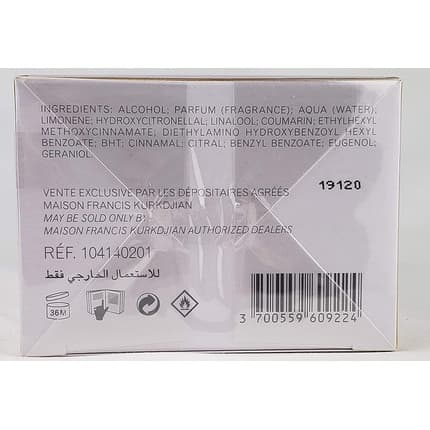 INGREDIENTS: ALCOHOL; PARFUM (FRAGRANCE); AQUA (WATER);
LIMONENE; HYDROXYCITRONELLAL; LINALOOL; COUMARIN; ETHYLHEXYL
METHOXYCINNAMATE; DIETHYLAMINO HYDROXYBENZOYL HEXYL
BENZOATE; BHT; CINNAMAL; CITRAL; BENZYL BENZOATE; EUGENOL;
GERANIOL.
19120
VENTE EXCLUSIVE PAR LES DÉPOSITAIRES AGRÉÉS
MAISON FRANCIS KURKDJIAN
MAY BE SOLD ONLY BY
MAISON FRANCIS KURKDJIAN AUTHORIZED DEALERS
RÉF. 104140201
للاستعمال الخارجي فقط
36M
3 700559 609224